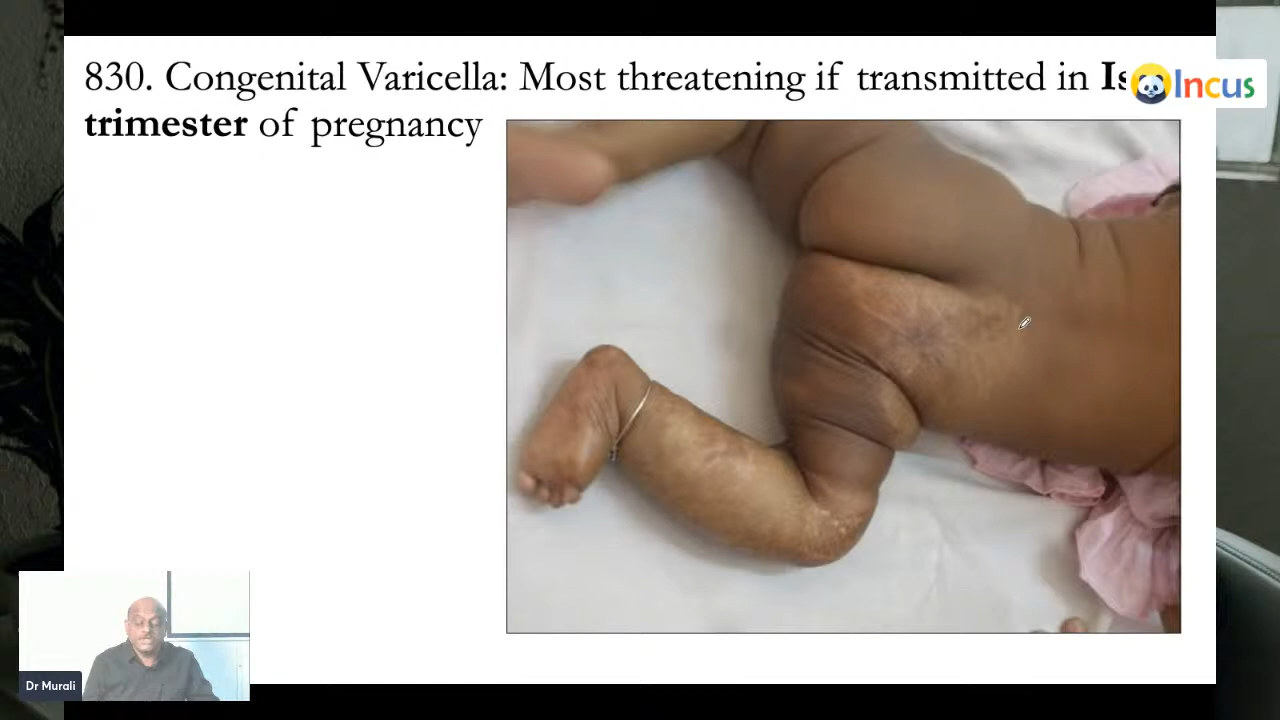 830. Congenital Varicella: Most threatening if transmitted in
trimester of pregnancy
Incus
Dr Murali